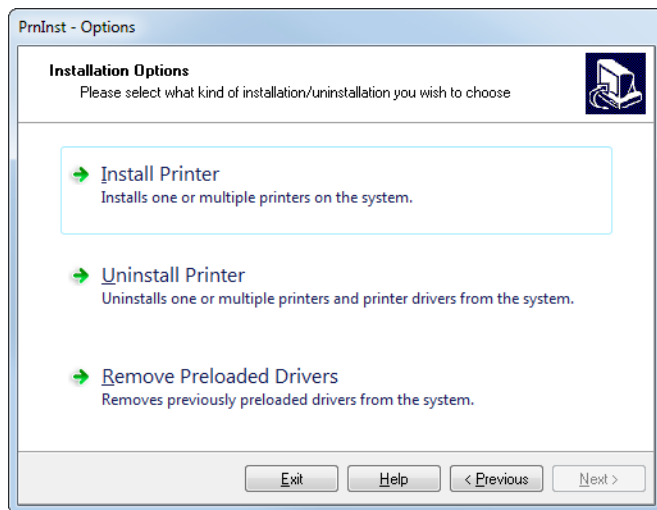 PrnInst - Options
Installation Options
Please select what kind of installation/uninstallation you wish to choose
Install Printer
Installs one or multiple printers on the system.
Uninstall Printer
Uninstalls one or multiple printers and printer drivers from the system.
Remove Preloaded Drivers
Removes previously preloaded drivers from the system.
Exit Help < Previous Next >